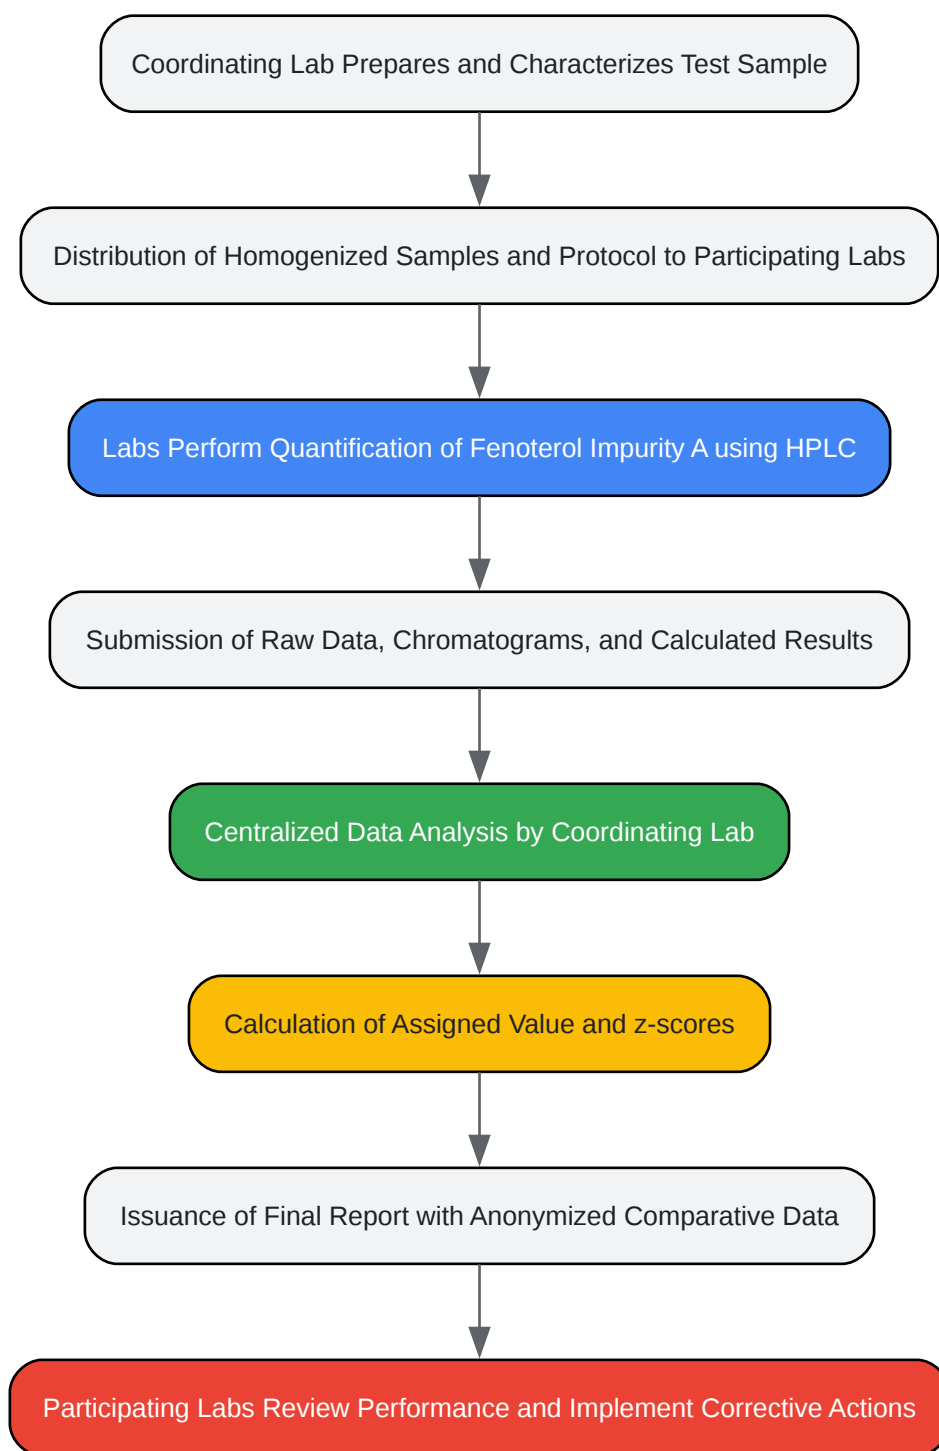 Coordinating Lab Prepares and Characterizes Test Sample
Distribution of Homogenized Samples and Protocol to Participating Labs
Labs Perform Quantification of Fenoterol Impurity A using HPLC
Submission of Raw Data, Chromatograms, and Calculated Results
Centralized Data Analysis by Coordinating Lab
Calculation of Assigned Value and z-scores
Issuance of Final Report with Anonymized Comparative Data
Participating Labs Review Performance and Implement Corrective Actions